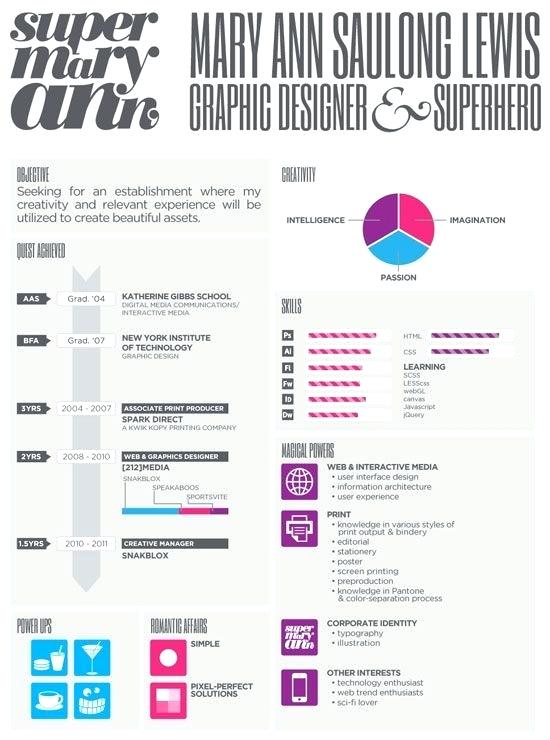 super
mary
ann,
MARY ANN SAULONG LEWIS
GRAPHIC DESIGNER & SUPERHERO
OBJECTIVE
Seeking for an establishment where my
creativity and relevant experience will be
utilized to create beautiful assets.
QUEST ACHIEVED
AAS
Grad. '04
KATHERINE GIBBS SCHOOL
DIGITAL MEDIA COMMUNICATIONS/
INTERACTIVE MEDIA
BFA
Grad. '07
NEW YORK INSTITUTE
OF TECHNOLOGY
GRAPHIC DESIGN
3YRS
2004 - 2007
ASSOCIATE PRINT PRODUCER
SPARK DIRECT
A KWIK KOPY PRINTING COMPANY
2YRS
2008 - 2010
WEB & GRAPHICS DESIGNER
[212]MEDIA
SNAKBLOX
SPEAKABOOS
SPORTSVITE
1.5YRS
2010 - 2011
CREATIVE MANAGER
SNAKBLOX
POWER UPS
ROMANTIC AFFAIRS
SIMPLE
PIXEL-PERFECT
SOLUTIONS
CREATIVITY
INTELLIGENCE
IMAGINATION
PASSION
SKILLS
Ps
Ai
Fl
Fw
ID
Dw
HTML
CSS
LEARNING
SCSS
LESScss
webGL
canvas
Javascript
jQuery
MAGICAL POWERS
WEB & INTERACTIVE MEDIA
• user interface design
• information architecture
• user experience
PRINT
• knowledge in various styles of
print output & bindery
• editorial
• stationery
• poster
• screen printing
• preproduction
• knowledge in Pantone
& color-separation process
super
mary
ann,
CORPORATE IDENTITY
• typography
• illustration
OTHER INTERESTS
• technology enthusiast
• web trend enthusiasts
• sci-fi lover